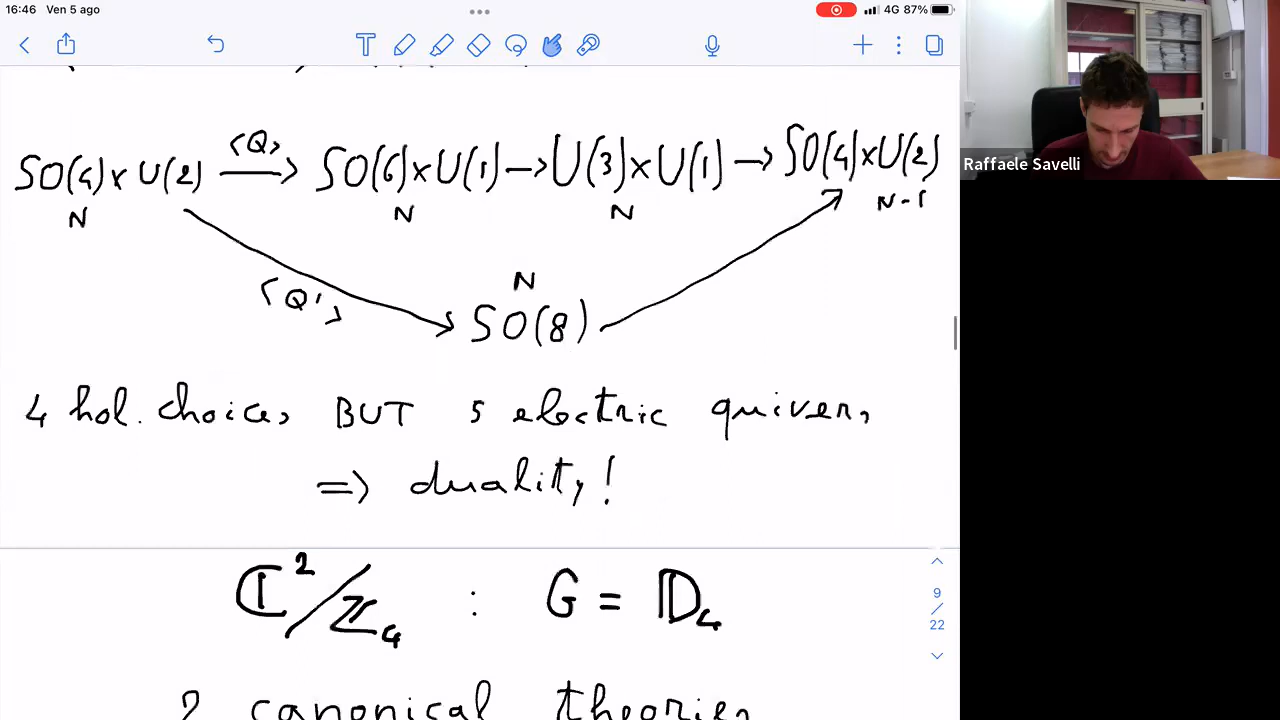 16:46 Ven 5 ago
4G 87%
SO(4)×U(2) ⟨Q⟩ → SO(6)×U(1) → U(3)×U(1) → SO(4)×U(2)
N N N N-1
⟨Q'⟩ N
SO(8)
4 hol. choices BUT 5 electric quivers
⇒ duality!
ℂ²/ℤ₄ : G = 𝔻₄
2 canonical theories
9
/
22
Raffaele Savelli